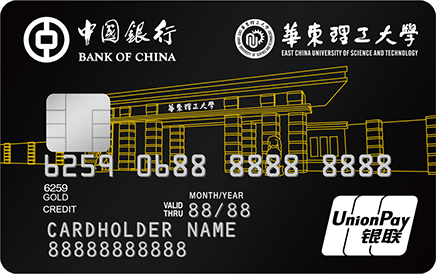 中国银行
BANK OF CHINA
華東理工大學
EAST CHINA UNIVERSITY OF SCIENCE AND TECHNOLOGY
華東理工大學
6259 0688 8888 8888
6259
GOLD
CREDIT
MONTH/YEAR
VALID
THRU
88/88
CARDHOLDER NAME
88888888888
UnionPay
银联